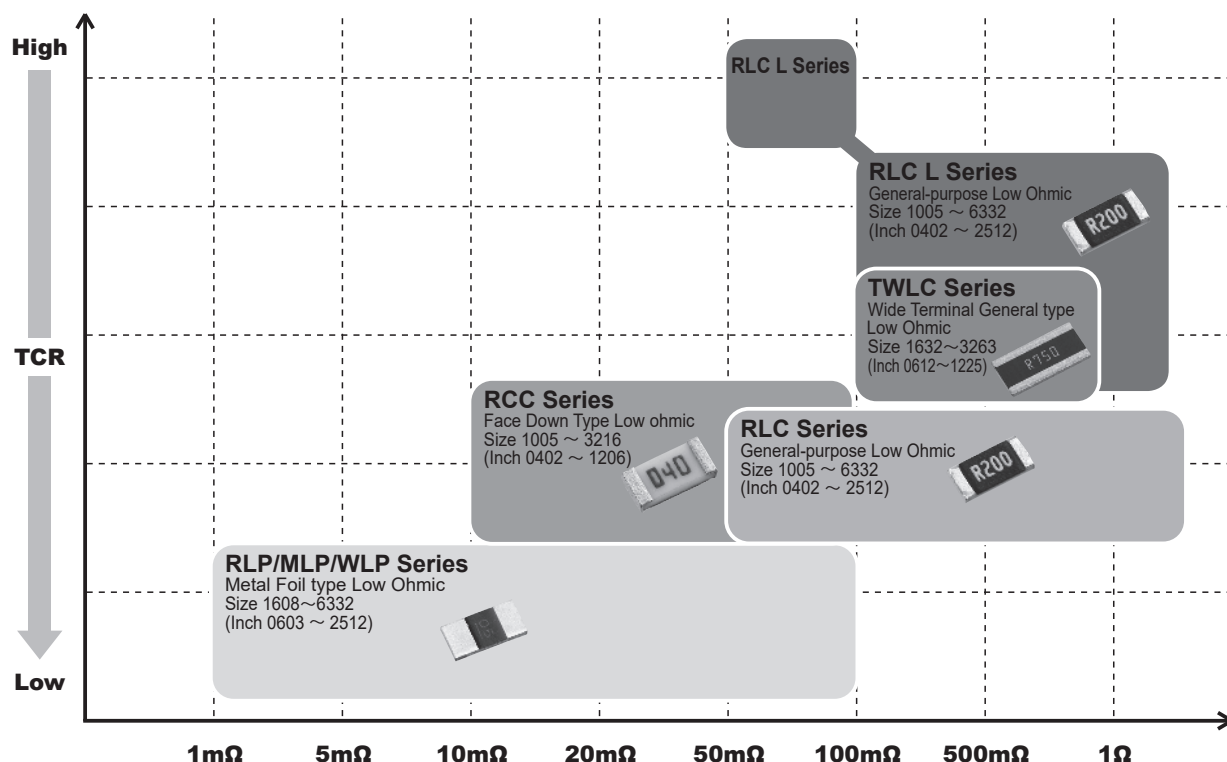 High
TCR
Low
RLC L Series
RLC L Series
General-purpose Low Ohmic
Size 1005 ～ 6332
(Inch 0402 ～ 2512)
R200
TWLC Series
Wide Terminal General type
Low Ohmic
Size 1632～3263
(Inch 0612～1225)
R750
RCC Series
Face Down Type Low ohmic
Size 1005 ～ 3216
(Inch 0402 ～ 1206)
040
RLC Series
General-purpose Low Ohmic
Size 1005 ～ 6332
(Inch 0402 ～ 2512)
R200
RLP/MLP/WLP Series
Metal Foil type Low Ohmic
Size 1608～6332
(Inch 0603 ～ 2512)
1mΩ 5mΩ 10mΩ 20mΩ 50mΩ 100mΩ 500mΩ 1Ω